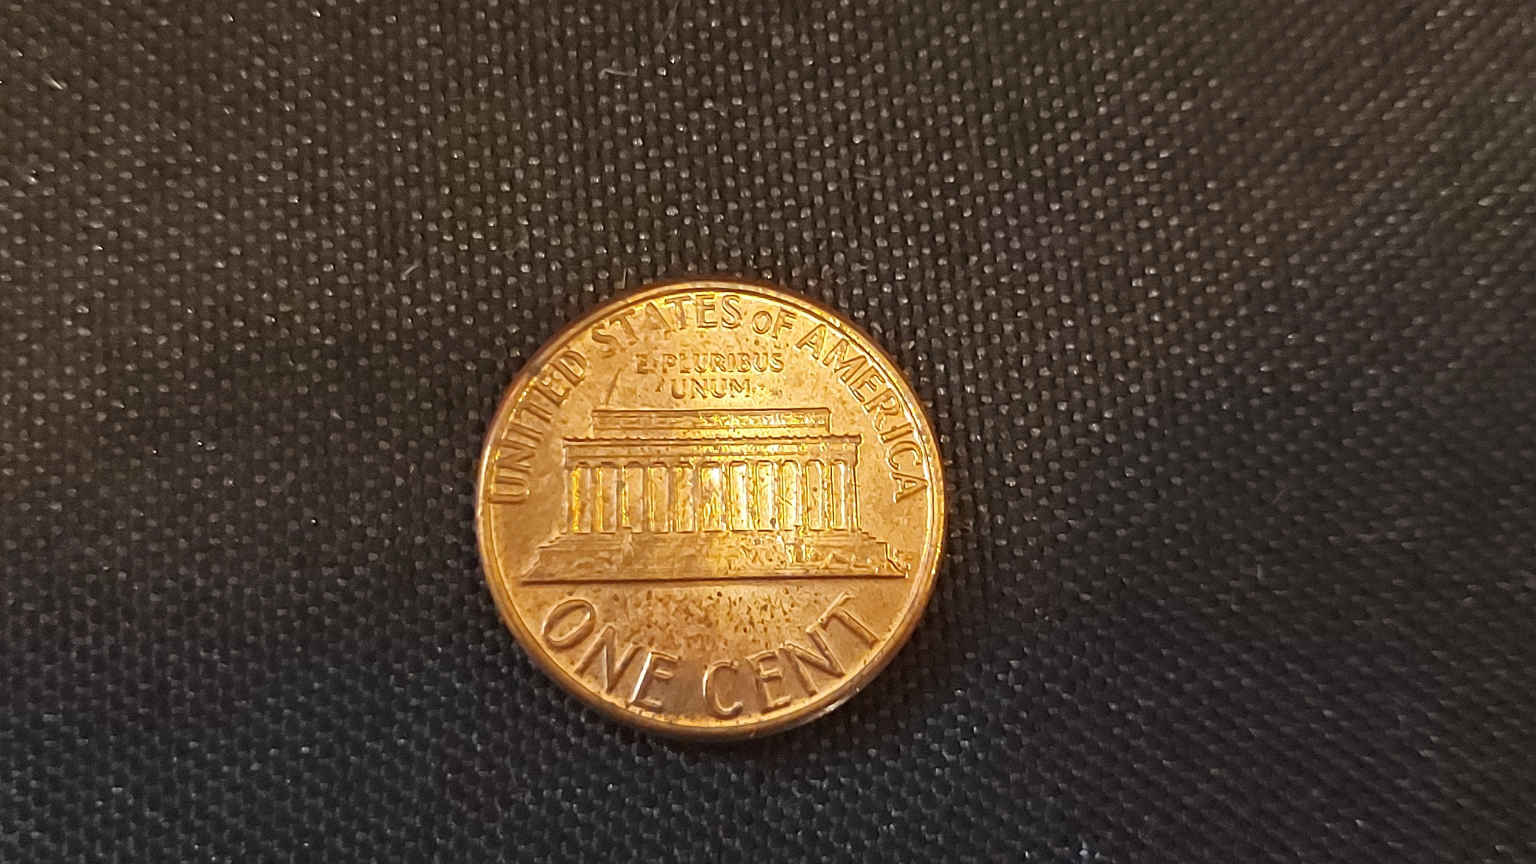 UNITED STATES OF AMERICA
E·PLURIBUS
UNUM
ONE CENT